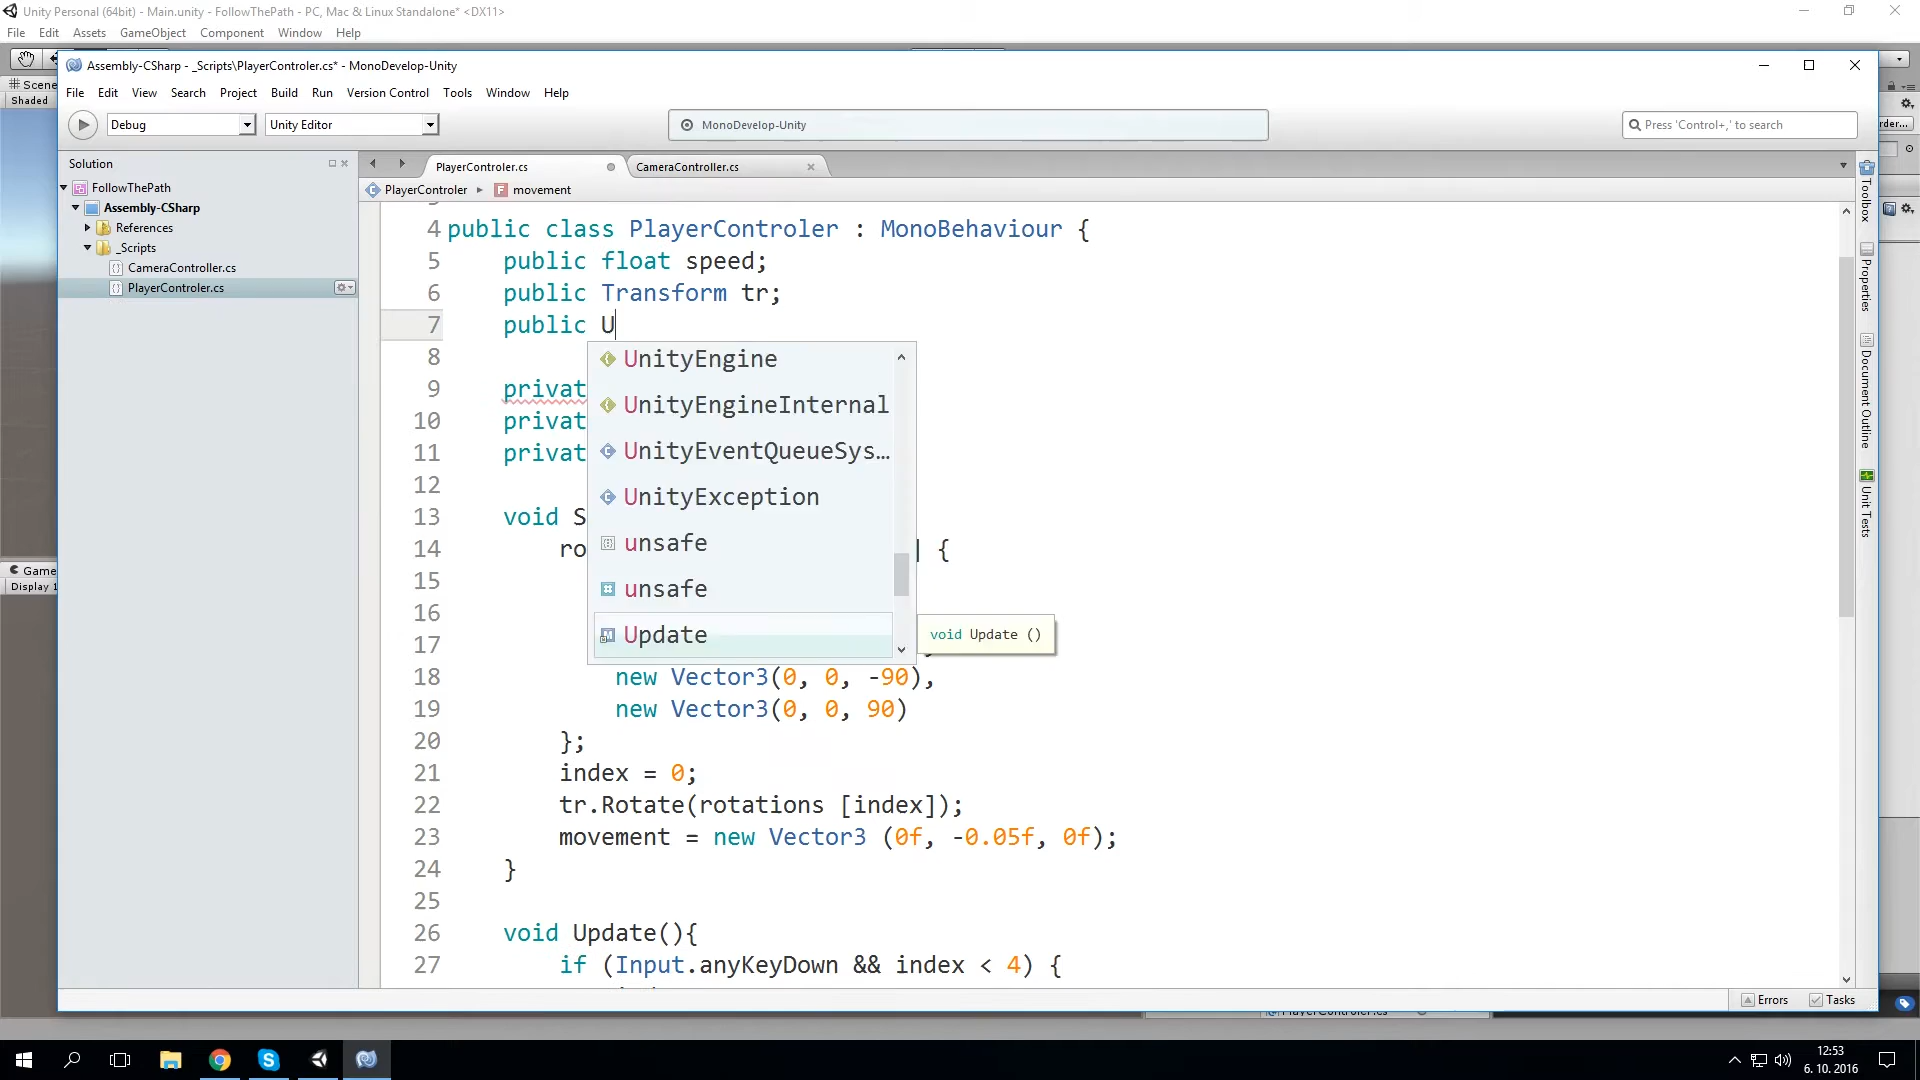 Unity Personal (64bit) - Main.unity - FollowThePath - PC, Mac & Linux Standalone* <DX11>
File Edit Assets GameObject Component Window Help
Assembly-CSharp - _Scripts\PlayerControler.cs* - MonoDevelop-Unity
Scene
Shaded
File Edit View Search Project Build Run Version Control Tools Window Help
Debug Unity Editor MonoDevelop-Unity Press 'Control+,' to search
Solution
PlayerControler.cs CameraController.cs
PlayerControler movement
FollowThePath
Assembly-CSharp
References
_Scripts
CameraController.cs
PlayerControler.cs
4 public class PlayerControler : MonoBehaviour {
5 public float speed;
6 public Transform tr;
7 public U
8
9 privat
10 privat
11 privat
12
13 void S
14 ro {
15
16
17
18 new Vector3(0, 0, -90),
19 new Vector3(0, 0, 90)
20 };
21 index = 0;
22 tr.Rotate(rotations [index]);
23 movement = new Vector3 (0f, -0.05f, 0f);
24 }
25
26 void Update(){
27 if (Input.anyKeyDown && index < 4) {
UnityEngine
UnityEngineInternal
UnityEventQueueSys...
UnityException
unsafe
unsafe
Update
void Update ()
Toolbox
Properties
Document Outline
Unit Tests
Game
Display 1
Errors Tasks
12:53
6. 10. 2016